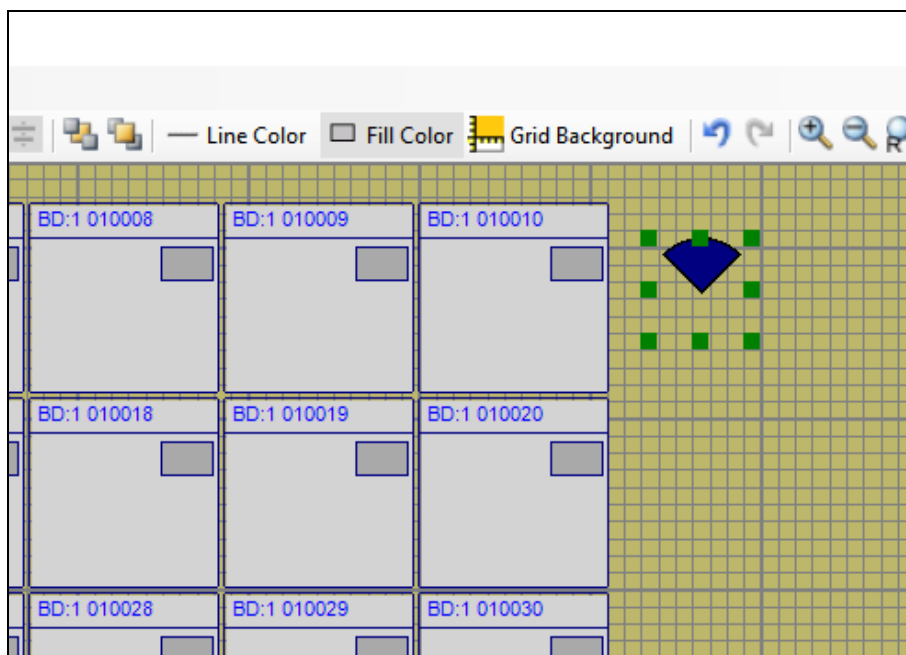 Line Color Fill Color Grid Background R
BD:1 010008 BD:1 010009 BD:1 010010
BD:1 010018 BD:1 010019 BD:1 010020
BD:1 010028 BD:1 010029 BD:1 010030